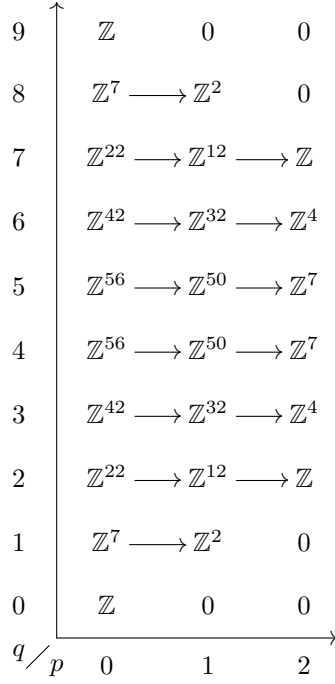 9 ℤ 0 0
8 ℤ⁷ ⟶ ℤ² 0
7 ℤ²² ⟶ ℤ¹² ⟶ ℤ
6 ℤ⁴² ⟶ ℤ³² ⟶ ℤ⁴
5 ℤ⁵⁶ ⟶ ℤ⁵⁰ ⟶ ℤ⁷
4 ℤ⁵⁶ ⟶ ℤ⁵⁰ ⟶ ℤ⁷
3 ℤ⁴² ⟶ ℤ³² ⟶ ℤ⁴
2 ℤ²² ⟶ ℤ¹² ⟶ ℤ
1 ℤ⁷ ⟶ ℤ² 0
0 ℤ 0 0
q / p 0 1 2